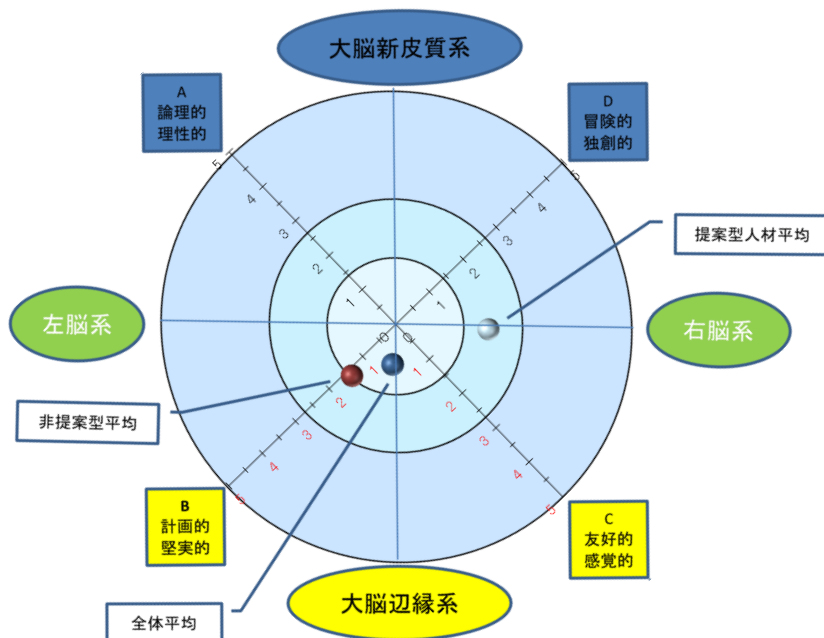 大脳新皮質系
A
論理的
理性的
D
冒険的
独創的
5
4
3
2
1
0
5
4
3
2
1
提案型人材平均
左脳系
右脳系
0
1
2
3
4
5
1
2
3
4
5
非提案型平均
B
計画的
堅実的
C
友好的
感覚的
大脳辺縁系
全体平均